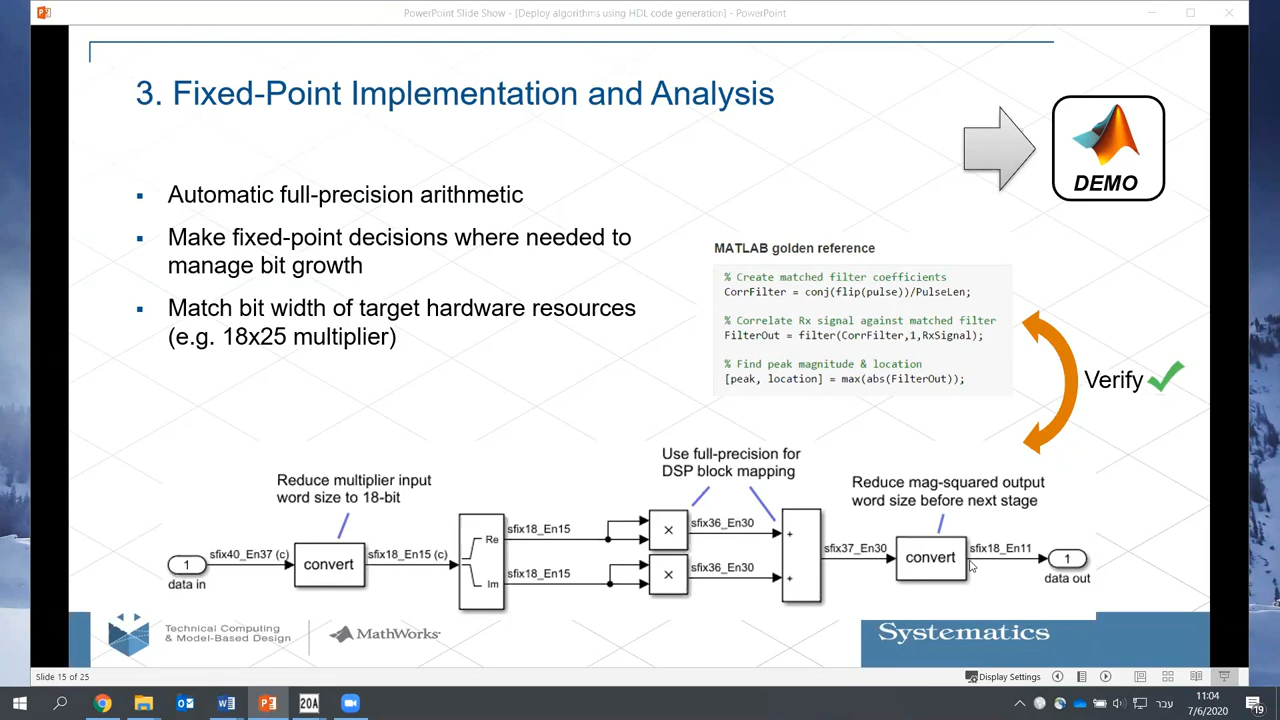 PowerPoint Slide Show - [Deploy algorithms using HDL code generation] - PowerPoint
3. Fixed-Point Implementation and Analysis
DEMO
▪ Automatic full-precision arithmetic
▪ Make fixed-point decisions where needed to
manage bit growth
▪ Match bit width of target hardware resources
(e.g. 18x25 multiplier)
MATLAB golden reference
% Create matched filter coefficients
CorrFilter = conj(flip(pulse))/PulseLen;
% Correlate Rx signal against matched filter
FilterOut = filter(CorrFilter,1,RxSignal);
% Find peak magnitude & location
[peak, location] = max(abs(FilterOut));
Verify
Reduce multiplier input
word size to 18-bit
Use full-precision for
DSP block mapping
Reduce mag-squared output
word size before next stage
1
data in
sfix40_En37 (c)
convert
sfix18_En15 (c)
Re
Im
sfix18_En15
sfix18_En15
×
×
sfix36_En30
sfix36_En30
+
+
sfix37_En30
convert
sfix18_En11
1
data out
Technical Computing
& Model-Based Design
MathWorks
Systematics
Slide 15 of 25
Display Settings
20A
עבר
11:04
7/6/2020
19